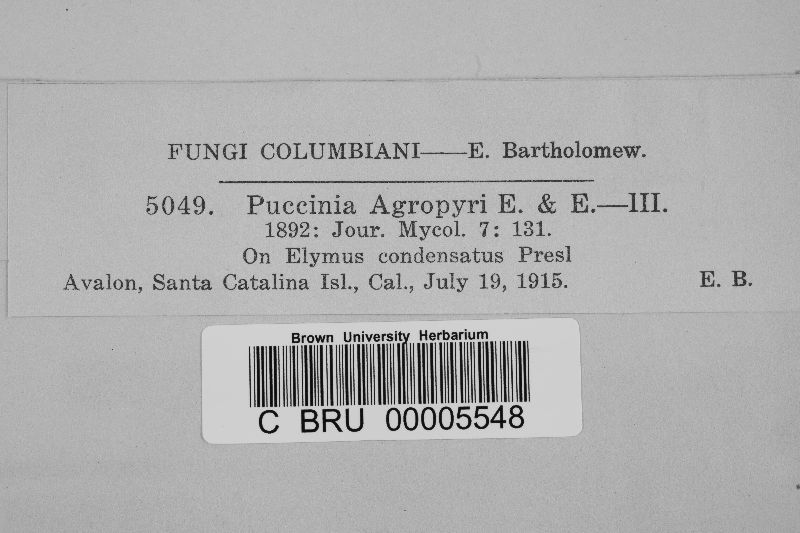 FUNGI COLUMBIANI——E. Bartholomew.
5049. Puccinia Agropyri E. & E.—III.
1892: Jour. Mycol. 7: 131.
On Elymus condensatus Presl
Avalon, Santa Catalina Isl., Cal., July 19, 1915. E. B.
Brown University Herbarium
C BRU 00005548